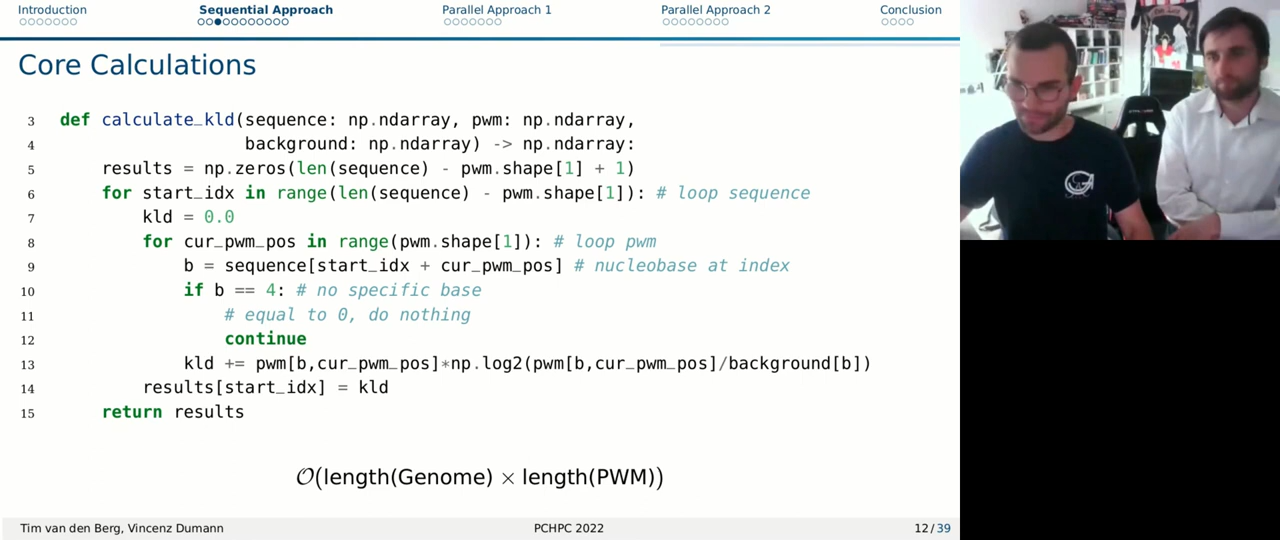 Introduction
Sequential Approach
Parallel Approach 1
Parallel Approach 2
Conclusion
Core Calculations
3 def calculate_kld(sequence: np.ndarray, pwm: np.ndarray,
4 background: np.ndarray) -> np.ndarray:
5 results = np.zeros(len(sequence) - pwm.shape[1] + 1)
6 for start_idx in range(len(sequence) - pwm.shape[1]): # loop sequence
7 kld = 0.0
8 for cur_pwm_pos in range(pwm.shape[1]): # loop pwm
9 b = sequence[start_idx + cur_pwm_pos] # nucleobase at index
10 if b == 4: # no specific base
11 # equal to 0, do nothing
12 continue
13 kld += pwm[b,cur_pwm_pos]*np.log2(pwm[b,cur_pwm_pos]/background[b])
14 results[start_idx] = kld
15 return results
𝒪(length(Genome) × length(PWM))
Tim van den Berg, Vincenz Dumann
PCHPC 2022
12/39